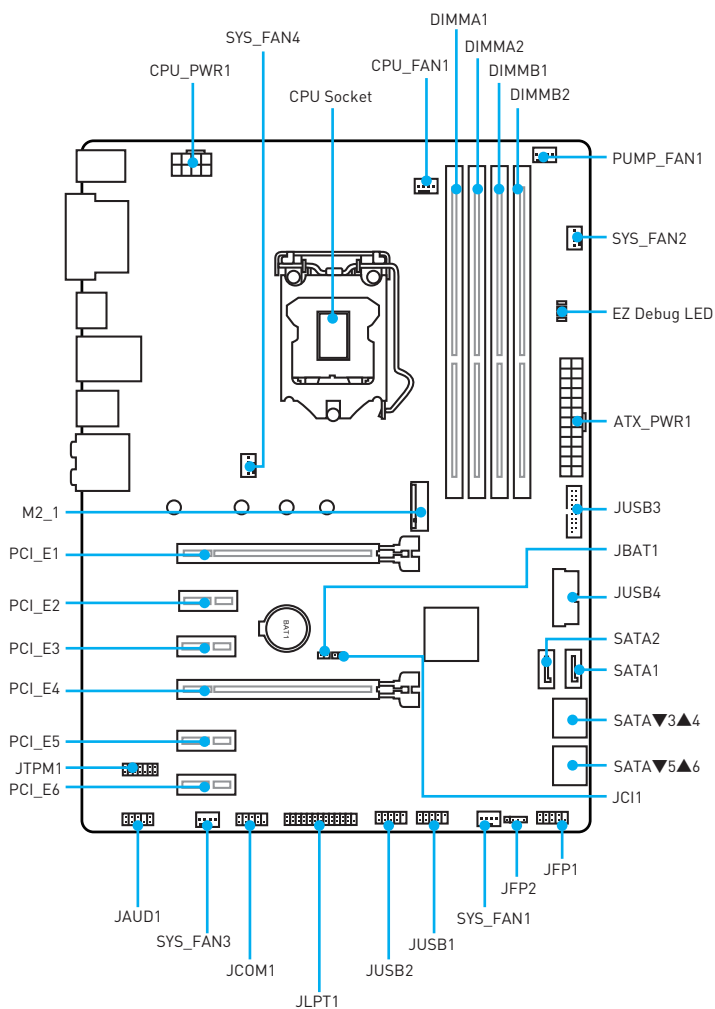 DIMMA1
SYS_FAN4
DIMMA2
CPU_PWR1
CPU_FAN1
DIMMB1
CPU Socket
DIMMB2
PUMP_FAN1
SYS_FAN2
EZ Debug LED
ATX_PWR1
M2_1
JUSB3
PCI_E1
JBAT1
PCI_E2
JUSB4
BAT1
PCI_E3
SATA2
SATA1
PCI_E4
SATA▼3▲4
PCI_E5
JTPM1
SATA▼5▲6
PCI_E6
JCI1
JFP1
JFP2
JAUD1
SYS_FAN1
SYS_FAN3
JUSB1
JCOM1
JUSB2
JLPT1